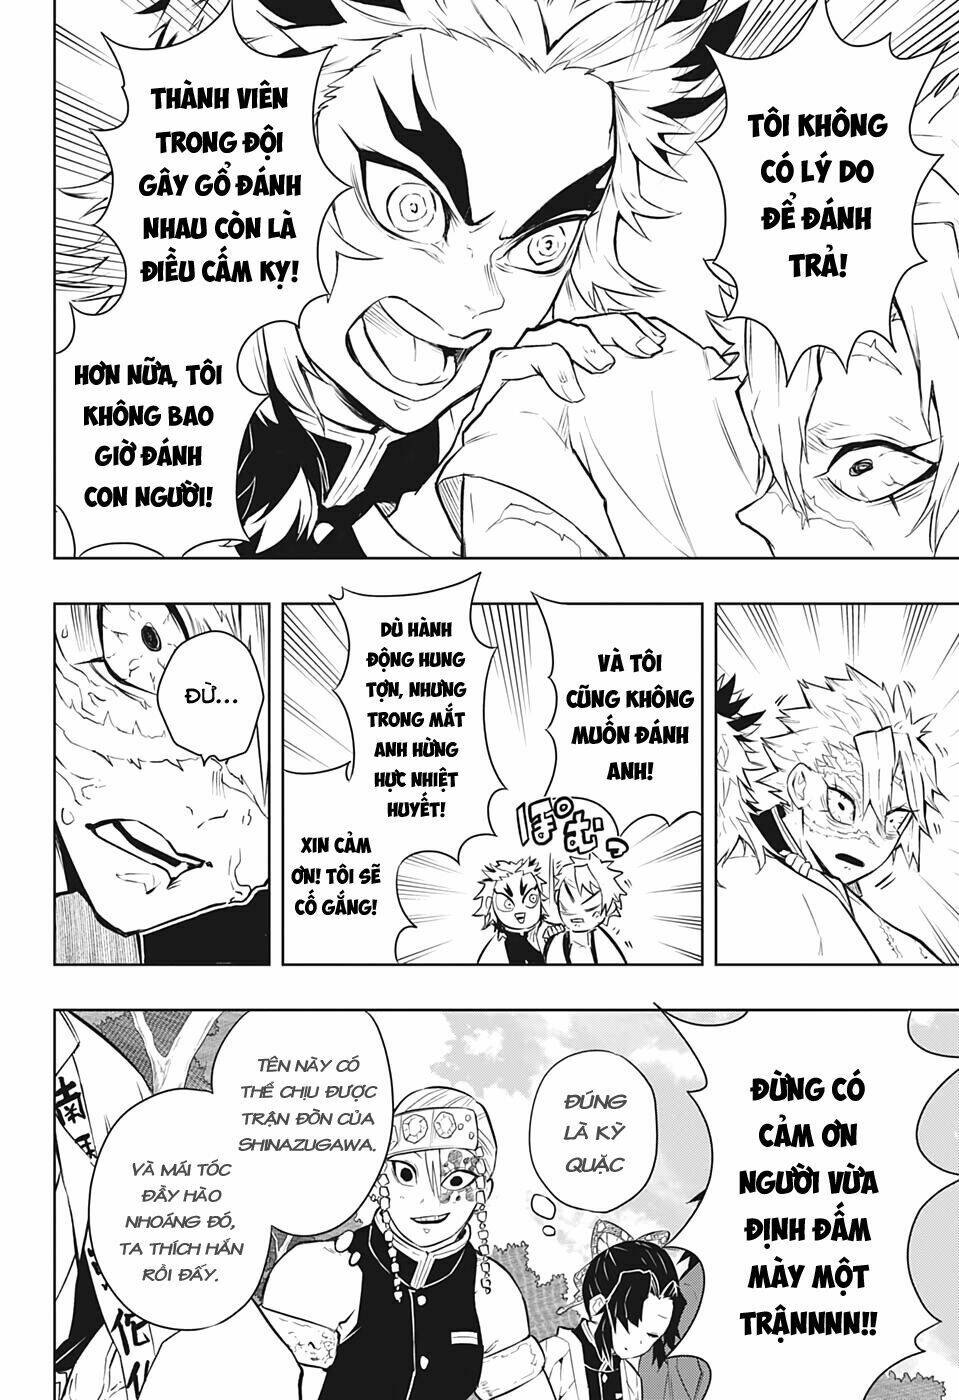 TÔI KHÔNG
CÓ LÝ DO
ĐỂ ĐÁNH
TRẢ!
THÀNH VIÊN
TRONG ĐỘI
GÂY GỔ ĐÁNH
NHAU CÒN LÀ
ĐIỀU CẤM KỴ!
HƠN NỮA, TÔI
KHÔNG BAO
GIỜ ĐÁNH
CON NGƯỜI!
VÀ TÔI
CŨNG KHÔNG
MUỐN ĐÁNH
ANH!
ぽむっ
DÙ HÀNH
ĐỘNG HUNG
TỢN, NHƯNG
TRONG MẮT
ANH HỪNG
HỰC NHIỆT
HUYẾT!
XIN CẢM
ƠN! TÔI SẼ
CỐ GẮNG!
ĐỪ...
ĐỪNG CÓ
CẢM ƠN
NGƯỜI VỪA
ĐỊNH ĐẤM
MÀY MỘT
TRẬNNNN!!
ĐÚNG
LÀ KỲ
QUẶC
TÊN NÀY CÓ
THỂ CHỊU ĐƯỢC
TRẬN ĐÒN CỦA
SHINAZUGAWA.
VÀ MÁI TÓC
ĐẦY HÀO
NHOÁNG ĐÓ,
TA THÍCH HẮN
RỒI ĐẤY.
南
佗